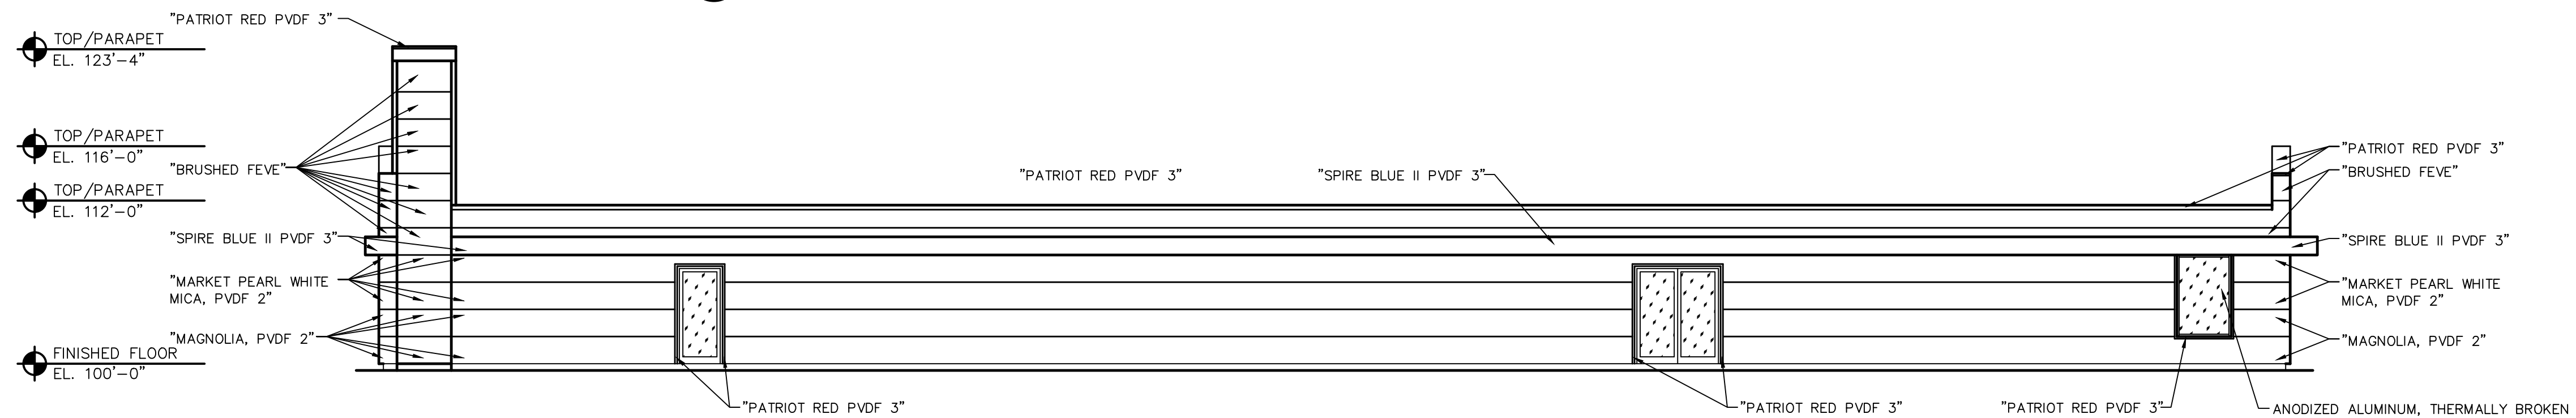 "PATRIOT RED PVDF 3"
TOP/PARAPET
EL. 123'-4"
TOP/PARAPET
EL. 116'-0"
"BRUSHED FEVE"
TOP/PARAPET
EL. 112'-0"
"SPIRE BLUE II PVDF 3"
"MARKET PEARL WHITE
MICA, PVDF 2"
"MAGNOLIA, PVDF 2"
FINISHED FLOOR
EL. 100'-0"
"PATRIOT RED PVDF 3"
"SPIRE BLUE II PVDF 3"
"PATRIOT RED PVDF 3"
"BRUSHED FEVE"
"SPIRE BLUE II PVDF 3"
"MARKET PEARL WHITE
MICA, PVDF 2"
"MAGNOLIA, PVDF 2"
"PATRIOT RED PVDF 3"
"PATRIOT RED PVDF 3"
"PATRIOT RED PVDF 3"
ANODIZED ALUMINUM, THERMALLY BROKEN